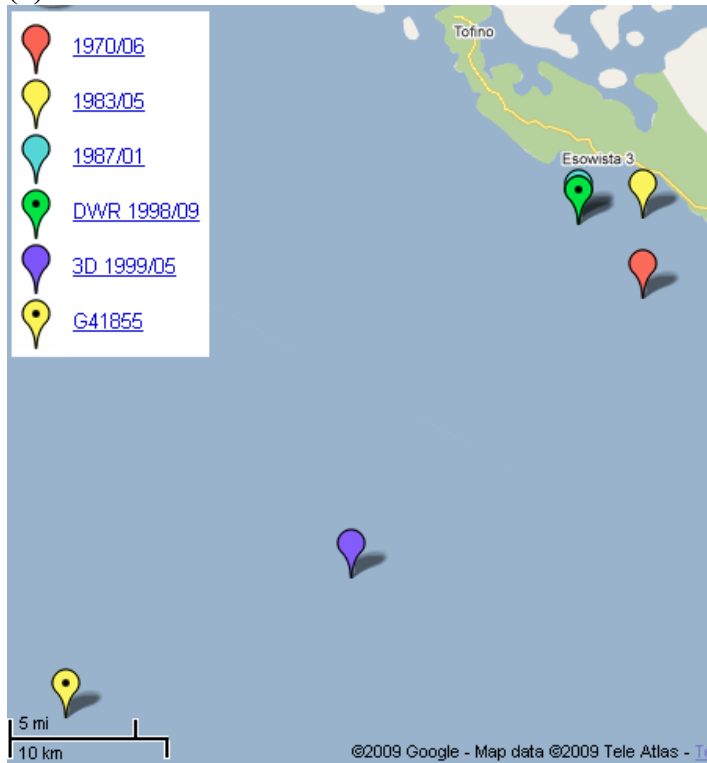 1970/06
1983/05
1987/01
DWR 1998/09
3D 1999/05
G41855
Tofino
Esowista 3
5 mi
10 km
©2009 Google - Map data ©2009 Tele Atlas -